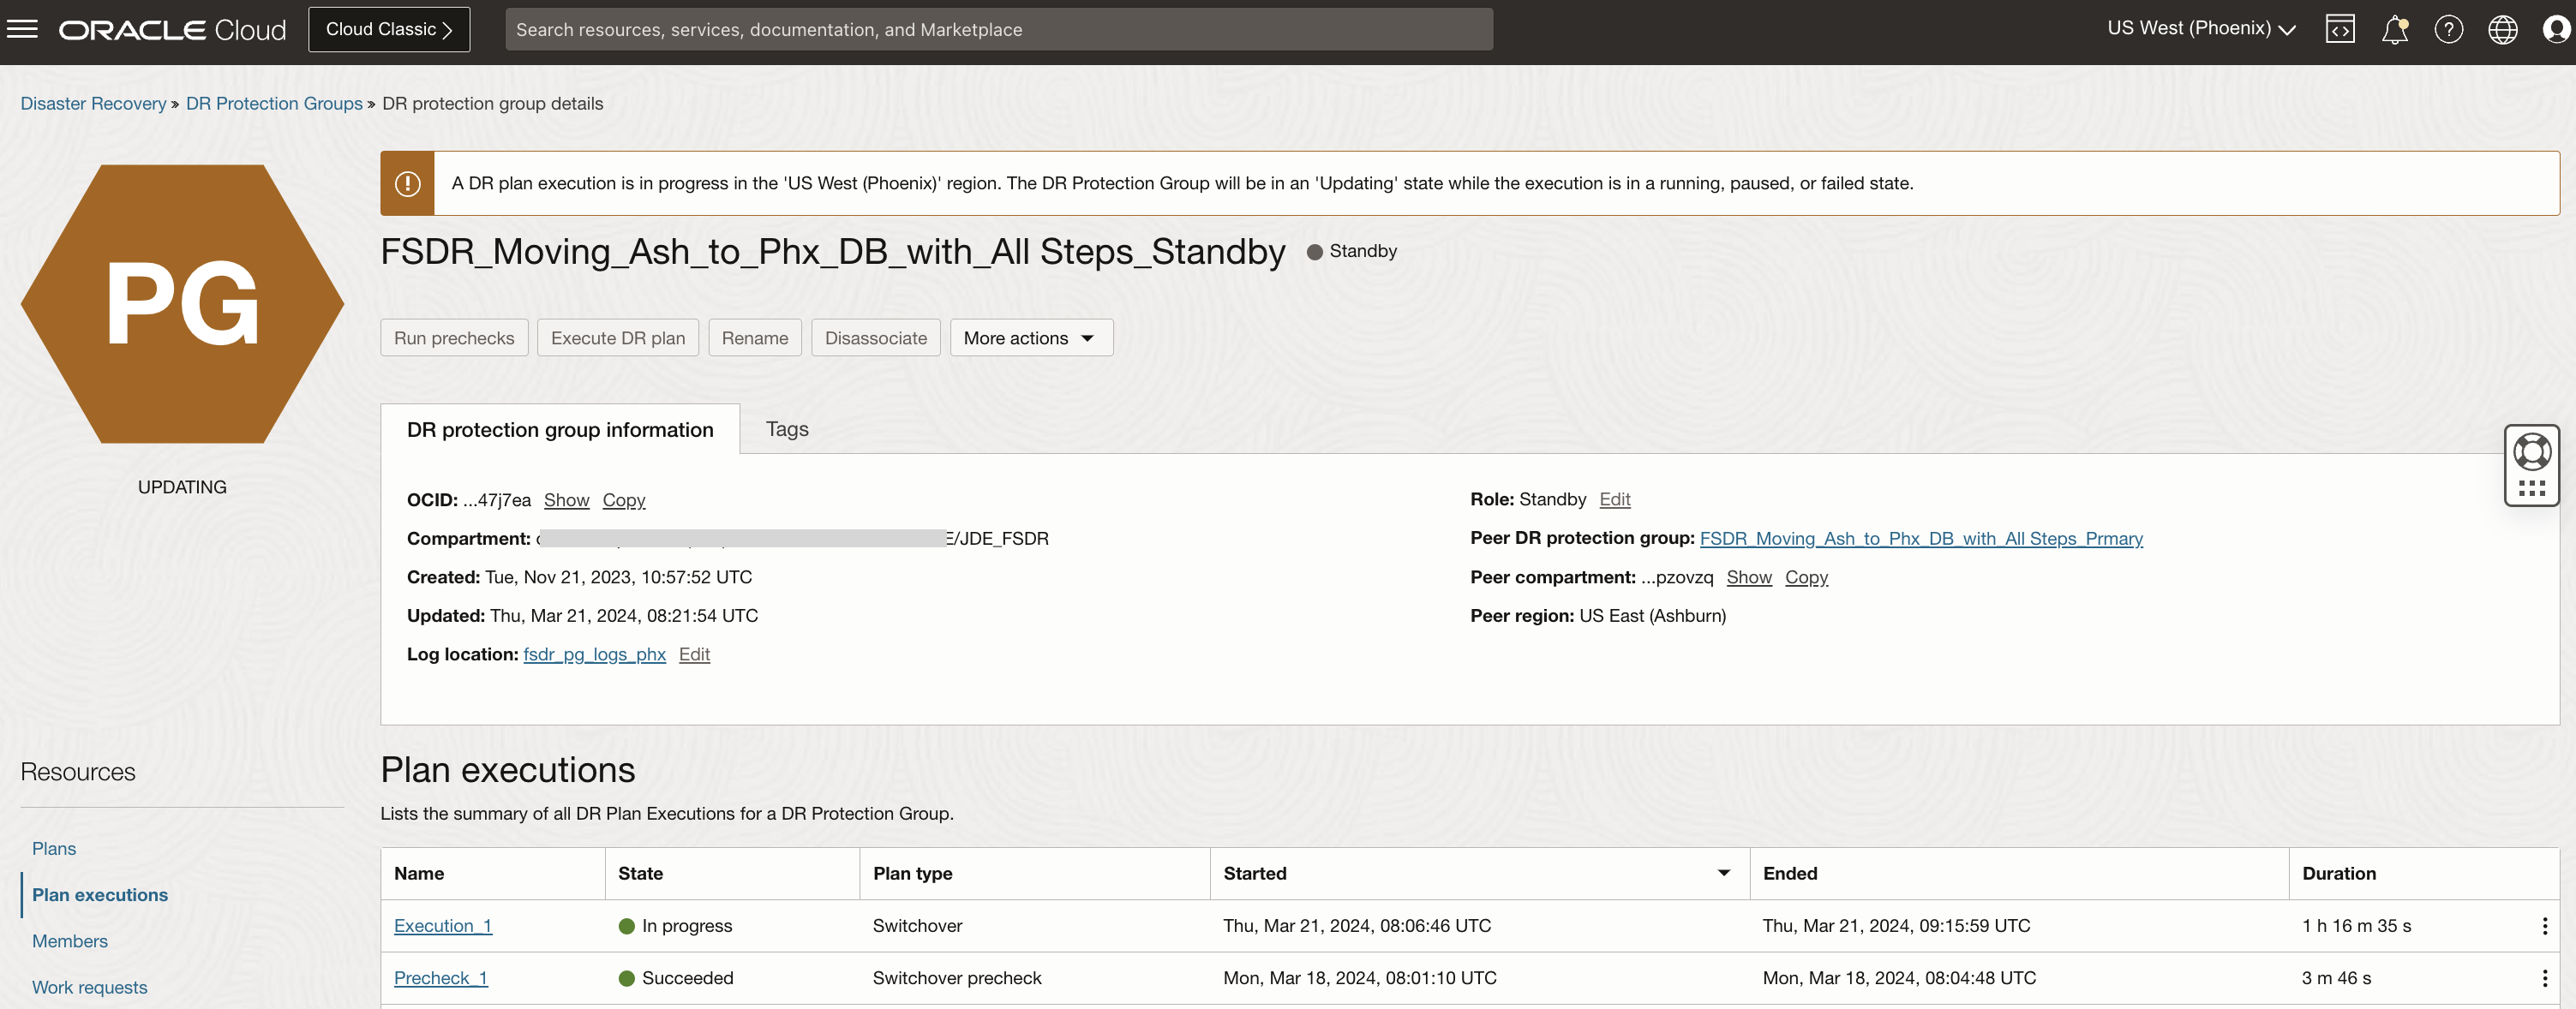 ORACLE Cloud
Cloud Classic
Search resources, services, documentation, and Marketplace
US West (Phoenix)
Disaster Recovery » DR Protection Groups » DR protection group details
PG
UPDATING
A DR plan execution is in progress in the 'US West (Phoenix)' region. The DR Protection Group will be in an 'Updating' state while the execution is in a running, paused, or failed state.
FSDR_Moving_Ash_to_Phx_DB_with_All Steps_Standby
Standby
Run prechecks
Execute DR plan
Rename
Disassociate
More actions
DR protection group information
Tags
OCID: ...47j7ea Show Copy
Compartment: E/JDE_FSDR
Created: Tue, Nov 21, 2023, 10:57:52 UTC
Updated: Thu, Mar 21, 2024, 08:21:54 UTC
Log location: fsdr_pg_logs_phx Edit
Role: Standby Edit
Peer DR protection group: FSDR_Moving_Ash_to_Phx_DB_with_All Steps_Prmary
Peer compartment: ...pzovzq Show Copy
Peer region: US East (Ashburn)
Resources
Plans
Plan executions
Members
Work requests
Plan executions
Lists the summary of all DR Plan Executions for a DR Protection Group.
Name State Plan type Started Ended Duration
Execution_1 In progress Switchover Thu, Mar 21, 2024, 08:06:46 UTC Thu, Mar 21, 2024, 09:15:59 UTC 1 h 16 m 35 s
Precheck_1 Succeeded Switchover precheck Mon, Mar 18, 2024, 08:01:10 UTC Mon, Mar 18, 2024, 08:04:48 UTC 3 m 46 s